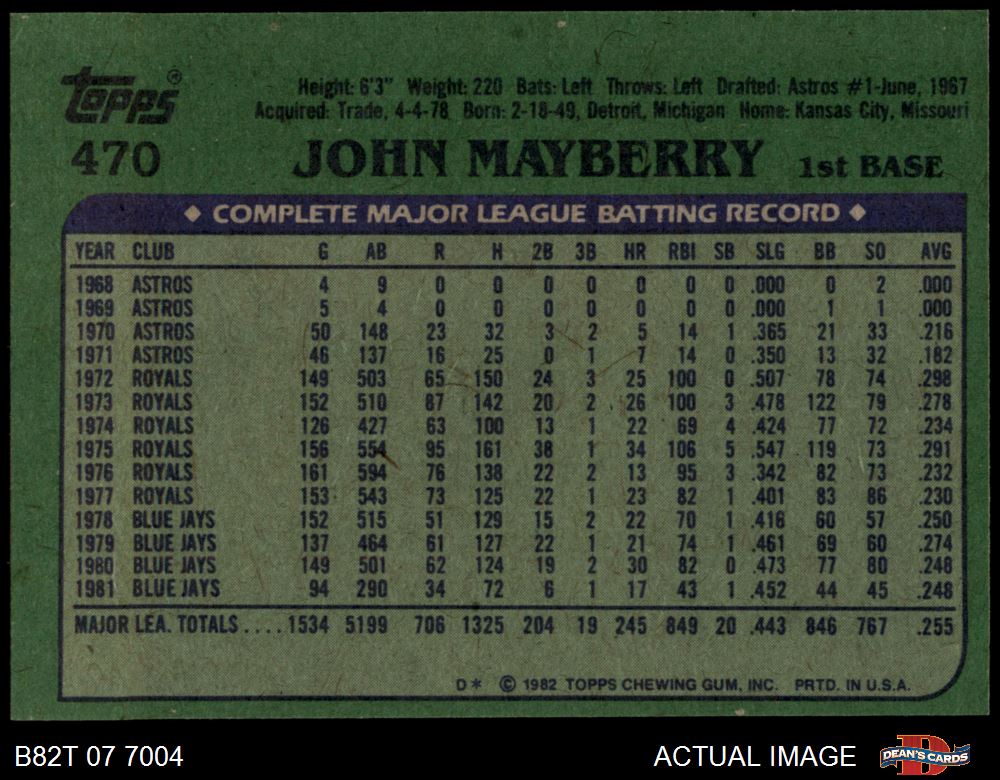 topps®
Height: 6'3" Weight: 220 Bats: Left Throws: Left Drafted: Astros #1-June, 1967
Acquired: Trade, 4-4-78 Born: 2-18-49, Detroit, Michigan Home: Kansas City, Missouri
470 JOHN MAYBERRY 1st BASE
◆ COMPLETE MAJOR LEAGUE BATTING RECORD ◆
YEAR CLUB G AB R H 2B 3B HR RBI SB SLG BB SO AVG
1968 ASTROS 4 9 0 0 0 0 0 0 0 .000 0 2 .000
1969 ASTROS 5 4 0 0 0 0 0 0 0 .000 1 1 .000
1970 ASTROS 50 148 23 32 3 2 5 14 1 .365 21 33 .216
1971 ASTROS 46 137 16 25 0 1 7 14 0 .350 13 32 .182
1972 ROYALS 149 503 65 150 24 3 25 100 0 .507 78 74 .298
1973 ROYALS 152 510 87 142 20 2 26 100 3 .478 122 79 .278
1974 ROYALS 126 427 63 100 13 1 22 69 4 .424 77 72 .234
1975 ROYALS 156 554 95 161 38 1 34 106 5 .547 119 73 .291
1976 ROYALS 161 594 76 138 22 2 13 95 3 .342 82 73 .232
1977 ROYALS 153 543 73 125 22 1 23 82 1 .401 83 86 .230
1978 BLUE JAYS 152 515 51 129 15 2 22 70 1 .416 60 57 .250
1979 BLUE JAYS 137 464 61 127 22 1 21 74 1 .461 69 60 .274
1980 BLUE JAYS 149 501 62 124 19 2 30 82 0 .473 77 80 .248
1981 BLUE JAYS 94 290 34 72 6 1 17 43 1 .452 44 45 .248
MAJOR LEA. TOTALS .... 1534 5199 706 1325 204 19 245 849 20 .443 846 767 .255
D* © 1982 TOPPS CHEWING GUM, INC. PRTD. IN U.S.A.
B82T 07 7004 ACTUAL IMAGE D DEAN'S CARDS